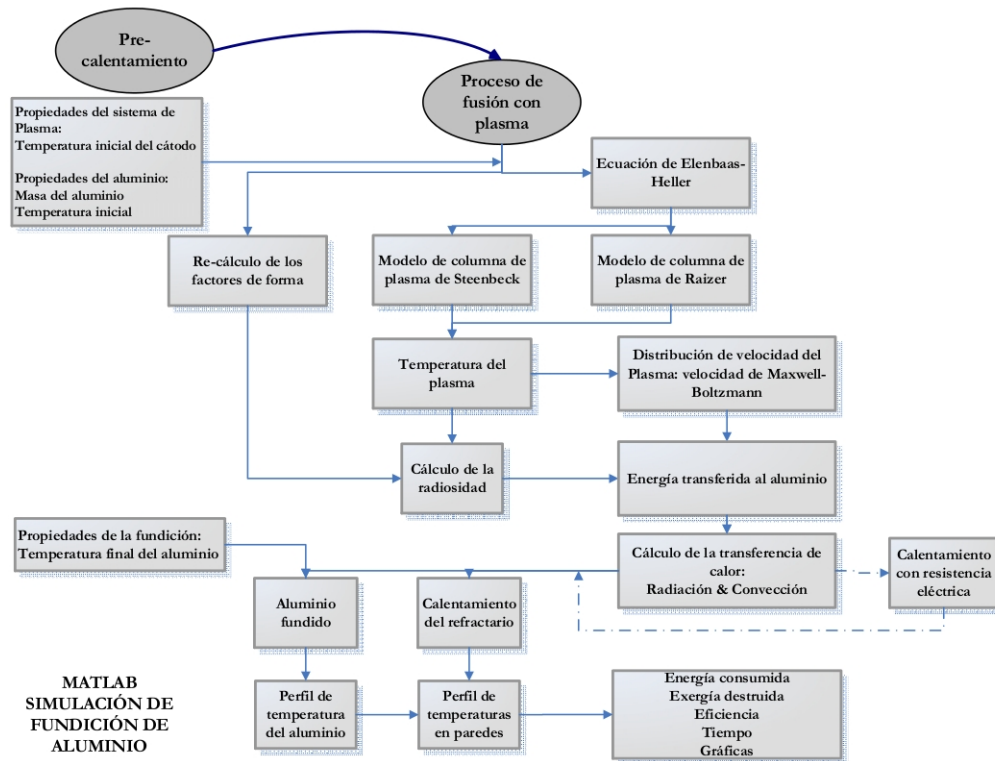 Pre-
calentamiento
Proceso de
fusión con
plasma
Propiedades del sistema de
Plasma:
Temperatura inicial del cátodo
Propiedades del aluminio:
Masa del aluminio
Temperatura inicial
Ecuación de Elenbaas-
Heller
Re-cálculo de los
factores de forma
Modelo de columna de
plasma de Steenbeck
Modelo de columna de
plasma de Raizer
Temperatura del
plasma
Distribución de velocidad del
Plasma: velocidad de Maxwell-
Boltzmann
Cálculo de la
radiosidad
Energía transferida al aluminio
Propiedades de la fundición:
Temperatura final del aluminio
Cálculo de la transferencia de
calor:
Radiación & Convección
Calentamiento
con resistencia
eléctrica
Aluminio
fundido
Calentamiento
del refractario
MATLAB
SIMULACIÓN DE
FUNDICIÓN DE
ALUMINIO
Perfil de
temperatura
del aluminio
Perfil de
temperaturas
en paredes
Energía consumida
Exergía destruida
Eficiencia
Tiempo
Gráficas